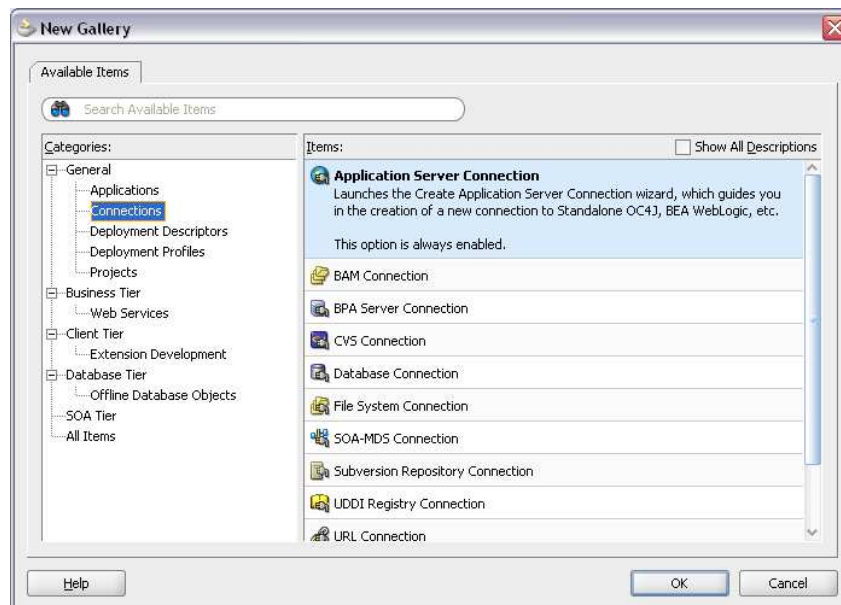 New Gallery
Available Items
Search Available Items
Categories:
General
Applications
Connections
Deployment Descriptors
Deployment Profiles
Projects
Business Tier
Web Services
Client Tier
Extension Development
Database Tier
Offline Database Objects
SOA Tier
All Items
Items:
Show All Descriptions
Application Server Connection
Launches the Create Application Server Connection wizard, which guides you
in the creation of a new connection to Standalone OC4J, BEA WebLogic, etc.
This option is always enabled.
BAM Connection
BPA Server Connection
CVS Connection
Database Connection
File System Connection
SOA-MDS Connection
Subversion Repository Connection
UDDI Registry Connection
URL Connection
Help
OK
Cancel